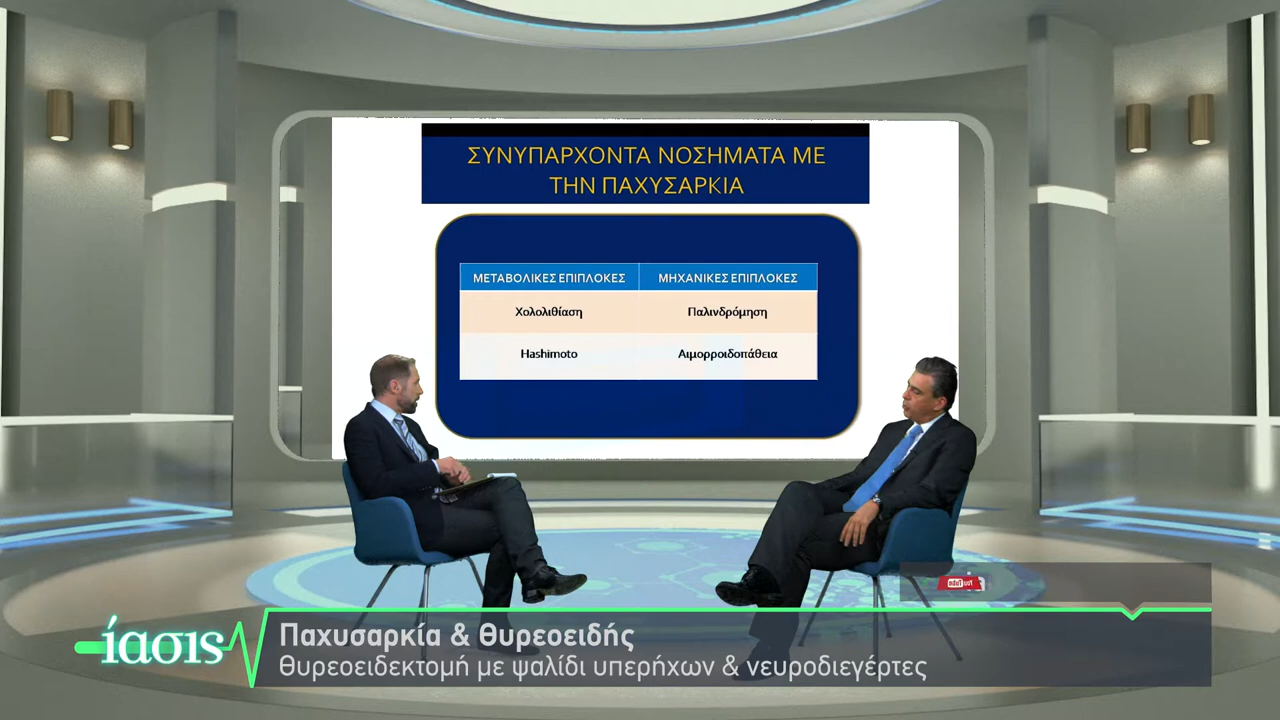 ΣΥΝΥΠΑΡΧΟΝΤΑ ΝΟΣΗΜΑΤΑ ΜΕ
ΤΗΝ ΠΑΧΥΣΑΡΚΙΑ
ΜΕΤΑΒΟΛΙΚΕΣ ΕΠΙΠΛΟΚΕΣ ΜΗΧΑΝΙΚΕΣ ΕΠΙΠΛΟΚΕΣ
Χολολιθίαση Παλινδρόμηση
Hashimoto Αιμορροιδοπάθεια
ίασις
Παχυσαρκία & Θυρεοειδής
Θυρεοειδεκτομή με ψαλίδι υπερήχων & νευροδιεγέρτες